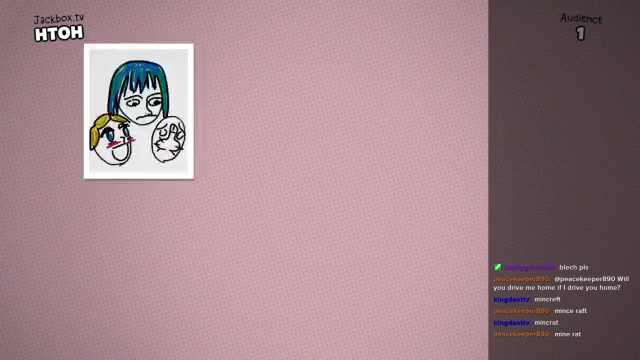 Jackbox.tv
HTOH
Audience
1
blech pls
peacekeeper890: @peacekeeper890 Will
you drive me home if I drive you home?
kingdanttv: mincreft
peacekeeper890: mince raft
kingdanttv: mincrat
peacekeeper890: mine rat